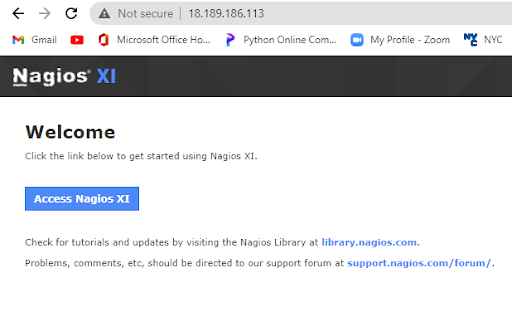 Not secure | 18.189.186.113
Gmail Microsoft Office Ho... Python Online Com... My Profile - Zoom NYC NYC
Nagios® XI
Welcome
Click the link below to get started using Nagios XI.
Access Nagios XI
Check for tutorials and updates by visiting the Nagios Library at library.nagios.com.
Problems, comments, etc, should be directed to our support forum at support.nagios.com/forum/.